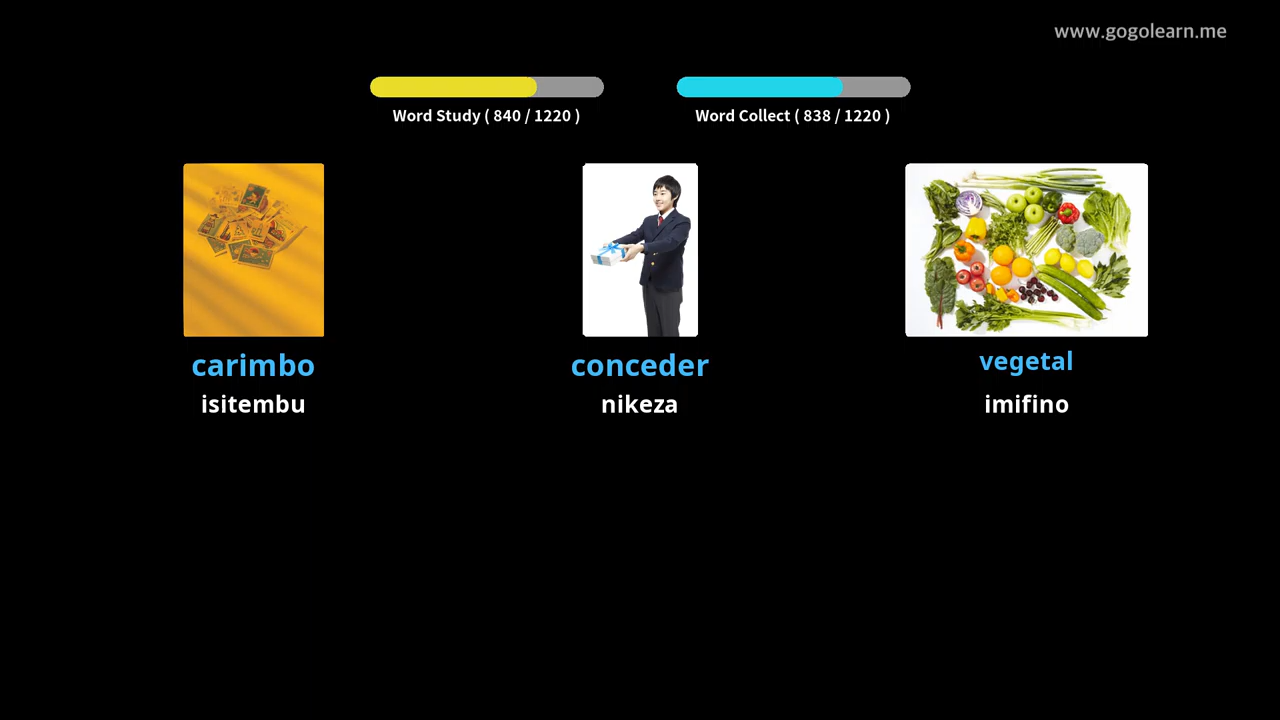 www.gogolearn.me
Word Study ( 840 / 1220 )
Word Collect ( 838 / 1220 )
carimbo
isitembu
conceder
nikeza
vegetal
imifino